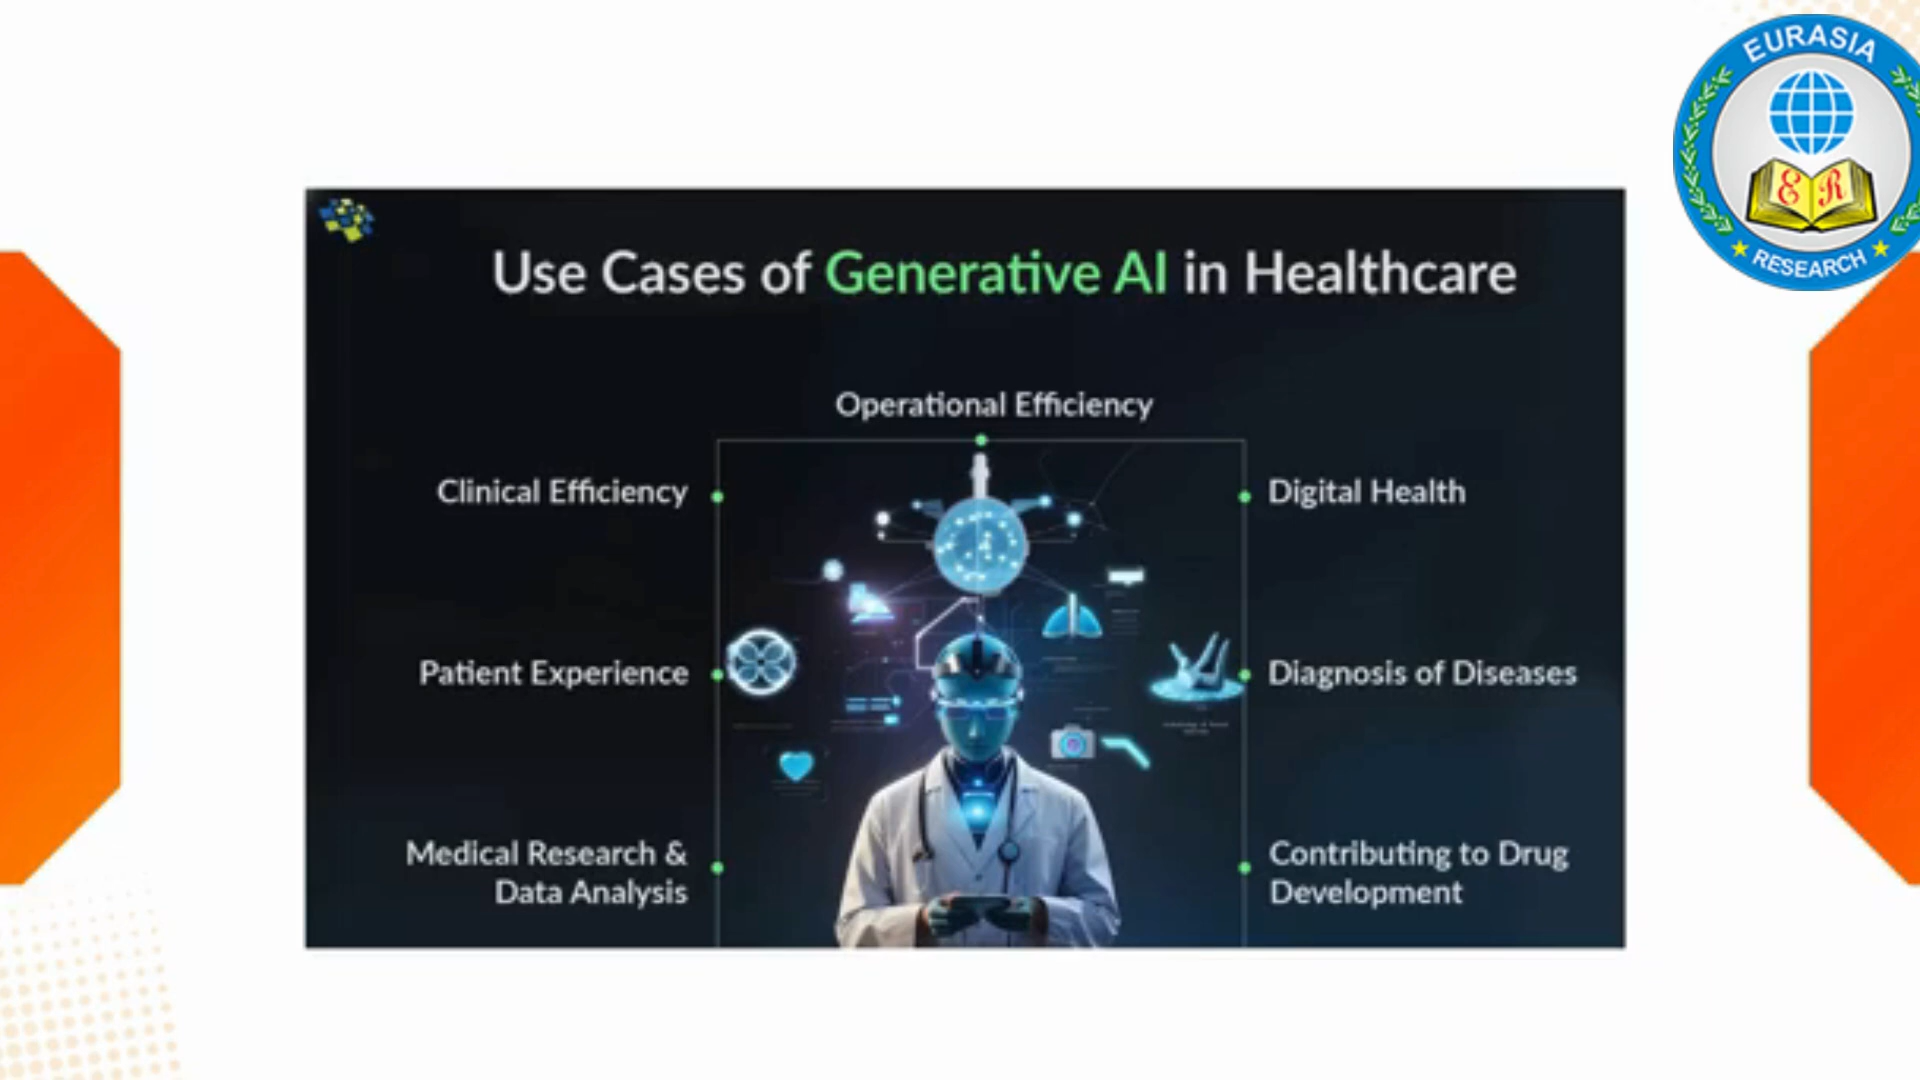 EURASIA
E R
RESEARCH
Use Cases of Generative AI in Healthcare
Operational Efficiency
Clinical Efficiency
Digital Health
Patient Experience
Diagnosis of Diseases
Medical Research &
Data Analysis
Contributing to Drug
Development